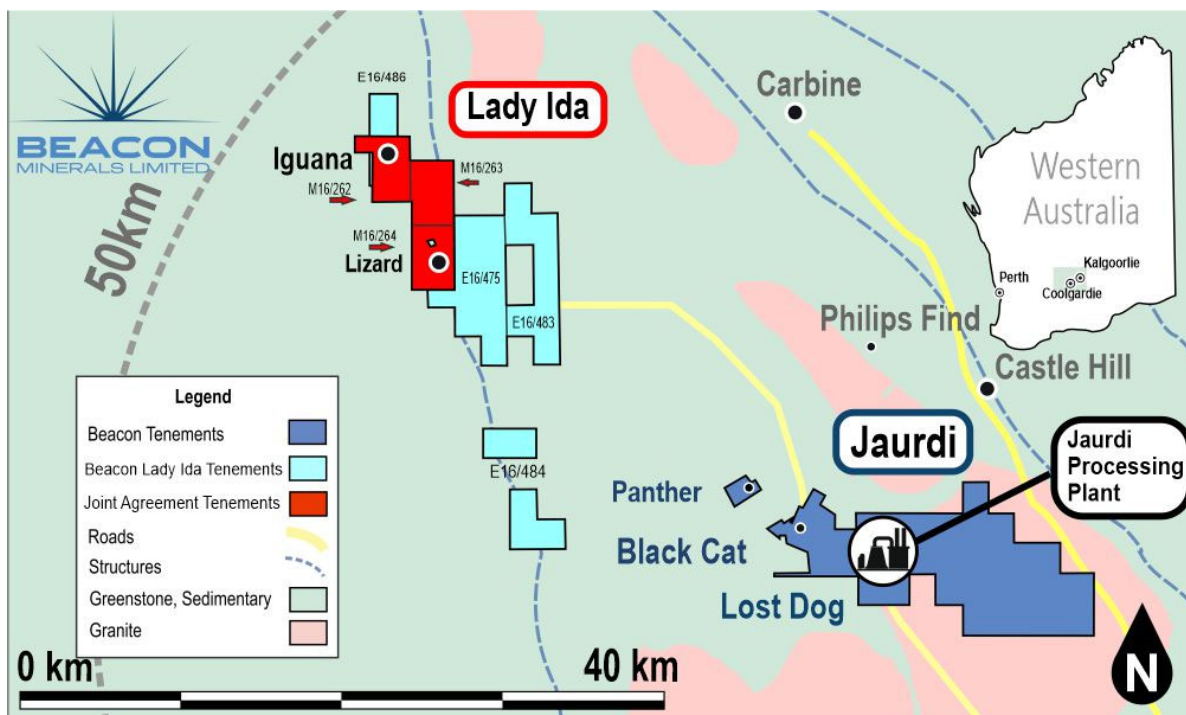 BEACON
MINERALS LIMITED
E16/486
Lady Ida
Carbine
Iguana
M16/263
M16/262
M16/264
Lizard
E16/475
E16/483
50km
Western
Australia
Kalgoorlie
Perth
Coolgardie
Philips Find
Castle Hill
Legend
Beacon Tenements
Beacon Lady Ida Tenements
Joint Agreement Tenements
Roads
Structures
Greenstone, Sedimentary
Granite
E16/484
Jaurdi
Jaurdi
Processing
Plant
Panther
Black Cat
Lost Dog
0 km
40 km
N